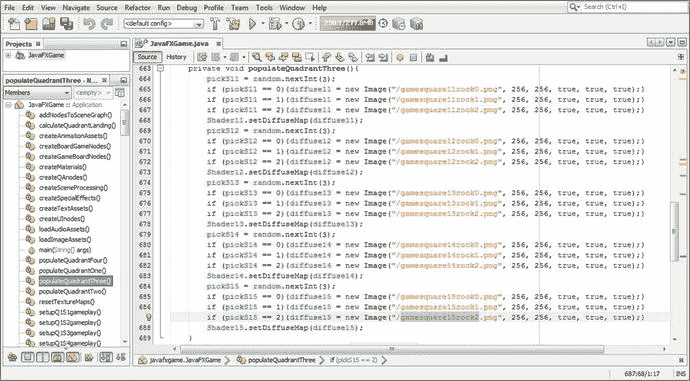 File Edit View Navigate Source Refactor Run Debug Profile Team Tools Window Help
Search (Ctrl+I)
<default config>
Projects
JavaFXGame
populateQuadrantThree - N...
Members
<empty>
JavaFXGame :: Application
addNodesToSceneGraph()
calculateQuadrantLanding()
createAnimationAssets()
createBoardGameNodes()
createGameBoardNodes()
createMaterials()
createQAnodes()
createSceneProcessing()
createSpecialEffects()
createTextAssets()
createUInodes()
loadAudioAssets()
loadImageAssets()
main(String[] args)
populateQuadrantFour()
populateQuadrantOne()
populateQuadrantThree()
populateQuadrantTwo()
resetTextureMaps()
setupQ1S1gameplay()
setupQ1S2gameplay()
setupQ1S3gameplay()
setupQ1S4gameplay()
JavaFXGame.java
Source History
663 private void populateQuadrantThree(){
664 pickS11 = random.nextInt(3);
665 if (pickS11 == 0){diffuse11 = new Image("/gamesquare11rock0.png", 256, 256, true, true, true);}
666 if (pickS11 == 1){diffuse11 = new Image("/gamesquare11rock1.png", 256, 256, true, true, true);}
667 if (pickS11 == 2){diffuse11 = new Image("/gamesquare11rock2.png", 256, 256, true, true, true);}
668 Shader11.setDiffuseMap(diffuse11);
669 pickS12 = random.nextInt(3);
670 if (pickS12 == 0){diffuse12 = new Image("/gamesquare12rock0.png", 256, 256, true, true, true);}
671 if (pickS12 == 1){diffuse12 = new Image("/gamesquare12rock1.png", 256, 256, true, true, true);}
672 if (pickS12 == 2){diffuse12 = new Image("/gamesquare12rock2.png", 256, 256, true, true, true);}
673 Shader12.setDiffuseMap(diffuse12);
674 pickS13 = random.nextInt(3);
675 if (pickS13 == 0){diffuse13 = new Image("/gamesquare13rock0.png", 256, 256, true, true, true);}
676 if (pickS13 == 1){diffuse13 = new Image("/gamesquare13rock1.png", 256, 256, true, true, true);}
677 if (pickS13 == 2){diffuse13 = new Image("/gamesquare13rock2.png", 256, 256, true, true, true);}
678 Shader13.setDiffuseMap(diffuse13);
679 pickS14 = random.nextInt(3);
680 if (pickS14 == 0){diffuse14 = new Image("/gamesquare14rock0.png", 256, 256, true, true, true);}
681 if (pickS14 == 1){diffuse14 = new Image("/gamesquare14rock1.png", 256, 256, true, true, true);}
682 if (pickS14 == 2){diffuse14 = new Image("/gamesquare14rock2.png", 256, 256, true, true, true);}
683 Shader14.setDiffuseMap(diffuse14);
684 pickS15 = random.nextInt(3);
685 if (pickS15 == 0){diffuse15 = new Image("/gamesquare15rock0.png", 256, 256, true, true, true);}
686 if (pickS15 == 1){diffuse15 = new Image("/gamesquare15rock1.png", 256, 256, true, true, true);}
if (pickS15 == 2){diffuse15 = new Image("/gamesquare13rock2.png", 256, 256, true, true, true);}
688 Shader15.setDiffuseMap(diffuse15);
689 }
javafxgame.JavaFXGame populateQuadrantThree if (pickS15 == 2)
687:68/1:17 INS